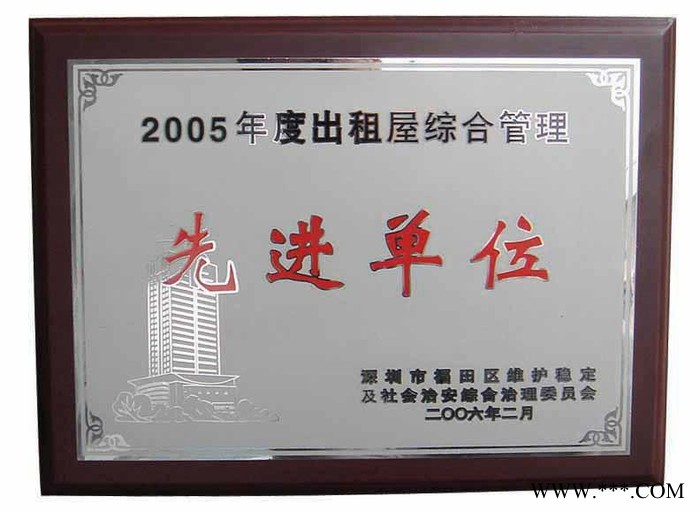 2005年度出租屋综合管理
先进单位
深圳市福田区维护稳定
及社会治安综合治理委员会
二〇〇六年二月
WWW.***.COM